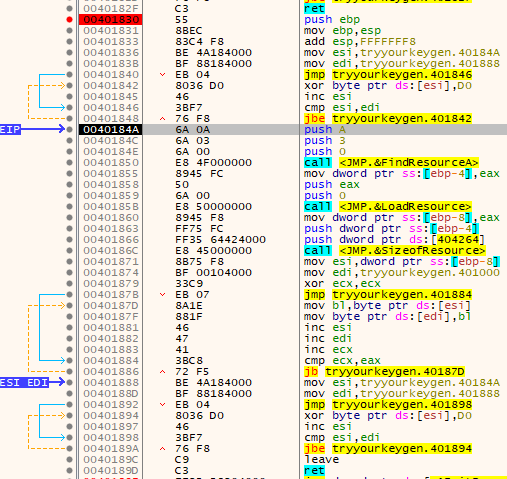 0040182F C3 ret
00401830 55 push ebp
00401831 8BEC mov ebp,esp
00401833 83C4 F8 add esp,FFFFFFF8
00401836 BE 4A184000 mov esi,tryyourkeygen.40184A
0040183B BF 88184000 mov edi,tryyourkeygen.401888
00401840 EB 04 jmp tryyourkeygen.401846
00401842 8036 D0 xor byte ptr ds:[esi],D0
00401845 46 inc esi
00401846 3BF7 cmp esi,edi
00401848 76 F8 jbe tryyourkeygen.401842
EIP 0040184A 6A 0A push A
0040184C 6A 03 push 3
0040184E 6A 00 push 0
00401850 E8 4F000000 call <JMP.&FindResourceA>
00401855 8945 FC mov dword ptr ss:[ebp-4],eax
00401858 50 push eax
00401859 6A 00 push 0
0040185B E8 50000000 call <JMP.&LoadResource>
00401860 8945 F8 mov dword ptr ss:[ebp-8],eax
00401863 FF75 FC push dword ptr ss:[ebp-4]
00401866 FF35 64424000 push dword ptr ds:[404264]
0040186C E8 45000000 call <JMP.&SizeofResource>
00401871 8B75 F8 mov esi,dword ptr ss:[ebp-8]
00401874 BF 00104000 mov edi,tryyourkeygen.401000
00401879 33C9 xor ecx,ecx
0040187B EB 07 jmp tryyourkeygen.401884
0040187D 8A1E mov bl,byte ptr ds:[esi]
0040187F 881F mov byte ptr ds:[edi],bl
00401881 46 inc esi
00401882 47 inc edi
00401883 41 inc ecx
00401884 3BC8 cmp ecx,eax
00401886 72 F5 jb tryyourkeygen.40187D
ESI EDI 00401888 BE 4A184000 mov esi,tryyourkeygen.40184A
0040188D BF 88184000 mov edi,tryyourkeygen.401888
00401892 EB 04 jmp tryyourkeygen.401898
00401894 8036 D0 xor byte ptr ds:[esi],D0
00401897 46 inc esi
00401898 3BF7 cmp esi,edi
0040189A 76 F8 jbe tryyourkeygen.401894
0040189C C9 leave
0040189D C3 ret